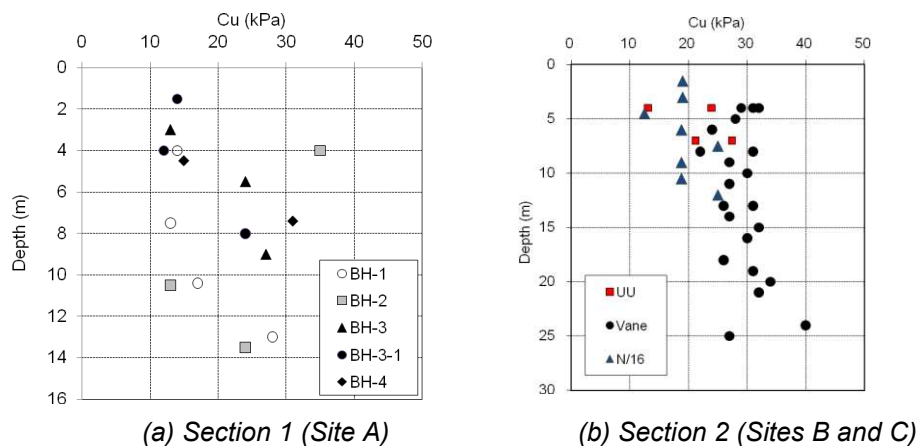 Cu (kPa)
0 10 20 30 40 50
Depth (m)
0
2
4
6
8
10
12
14
16
BH-1
BH-2
BH-3
BH-3-1
BH-4
(a) Section 1 (Site A)
Cu (kPa)
0 10 20 30 40 50
Depth (m)
0
5
10
15
20
25
30
UU
Vane
N/16
(b) Section 2 (Sites B and C)